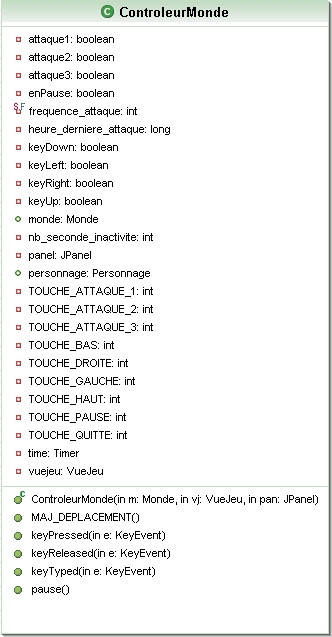 C ControleurMonde
attaque1: boolean
attaque2: boolean
attaque3: boolean
enPause: boolean
S F frequence_attaque: int
heure_derniere_attaque: long
keyDown: boolean
keyLeft: boolean
keyRight: boolean
keyUp: boolean
monde: Monde
nb_seconde_inactivite: int
panel: JPanel
personnage: Personnage
TOUCHE_ATTAQUE_1: int
TOUCHE_ATTAQUE_2: int
TOUCHE_ATTAQUE_3: int
TOUCHE_BAS: int
TOUCHE_DROITE: int
TOUCHE_GAUCHE: int
TOUCHE_HAUT: int
TOUCHE_PAUSE: int
TOUCHE_QUITTE: int
time: Timer
vuejeu: VueJeu
C ControleurMonde(in m: Monde, in vj: VueJeu, in pan: JPanel)
MAJ_DEPLACEMENT()
keyPressed(in e: KeyEvent)
keyReleased(in e: KeyEvent)
keyTyped(in e: KeyEvent)
pause()